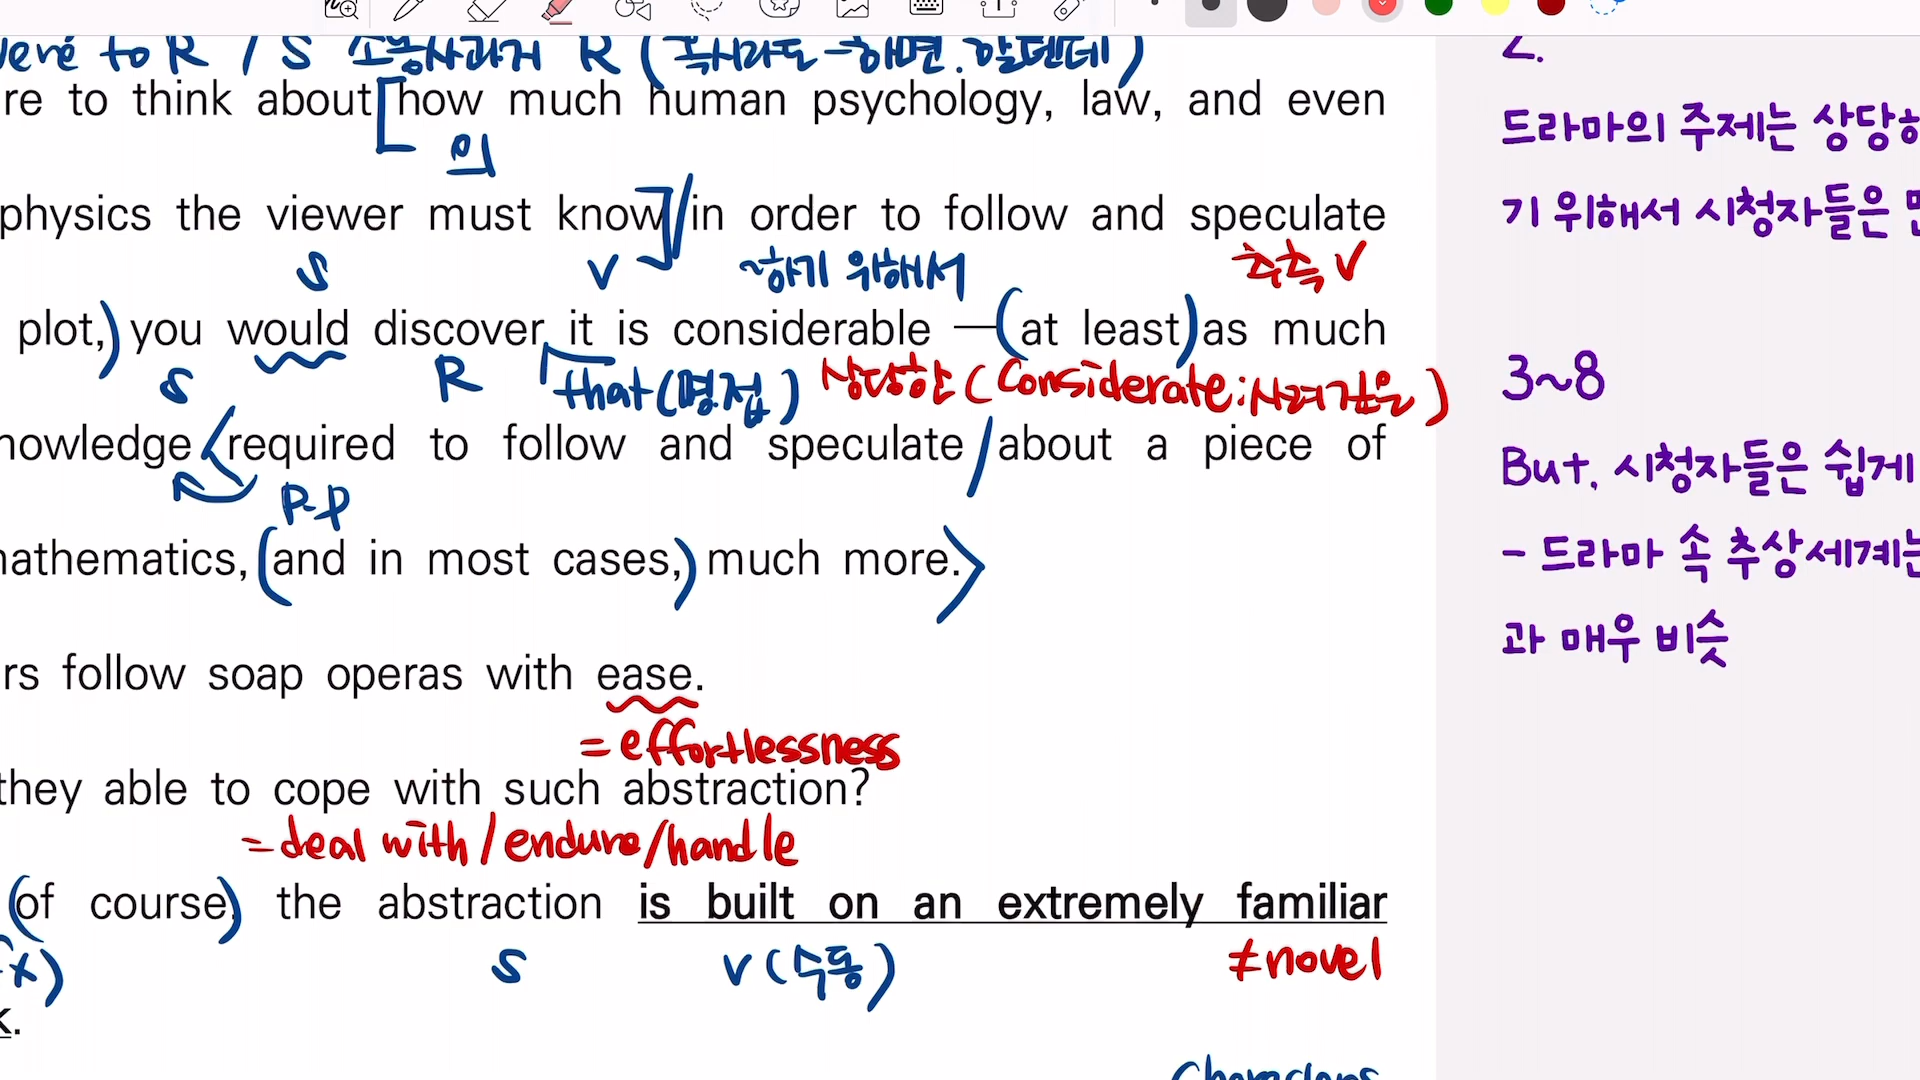 were to R / S 조동사과거 R (혹시라도 ~하면. 할텐데)
re to think about how much human psychology, law, and even
의
physics the viewer must know in order to follow and speculate
S V ~하기 위해서 추측 V
plot, you would discover it is considerable —(at least) as much
S R that(명접) 상당한 (Considerate:사려깊은)
nowledge required to follow and speculate / about a piece of
P.P
nathematics, (and in most cases,) much more.
rs follow soap operas with ease.
= effortlessness
they able to cope with such abstraction?
= deal with / endure / handle
(of course,) the abstraction is built on an extremely familiar
x) S V (수동) ≠ novel
k.
Characters
2.
드라마의 주제는 상당히
기 위해서 시청자들은
3~8
But, 시청자들은 쉽게
- 드라마 속 추상세계는
과 매우 비슷